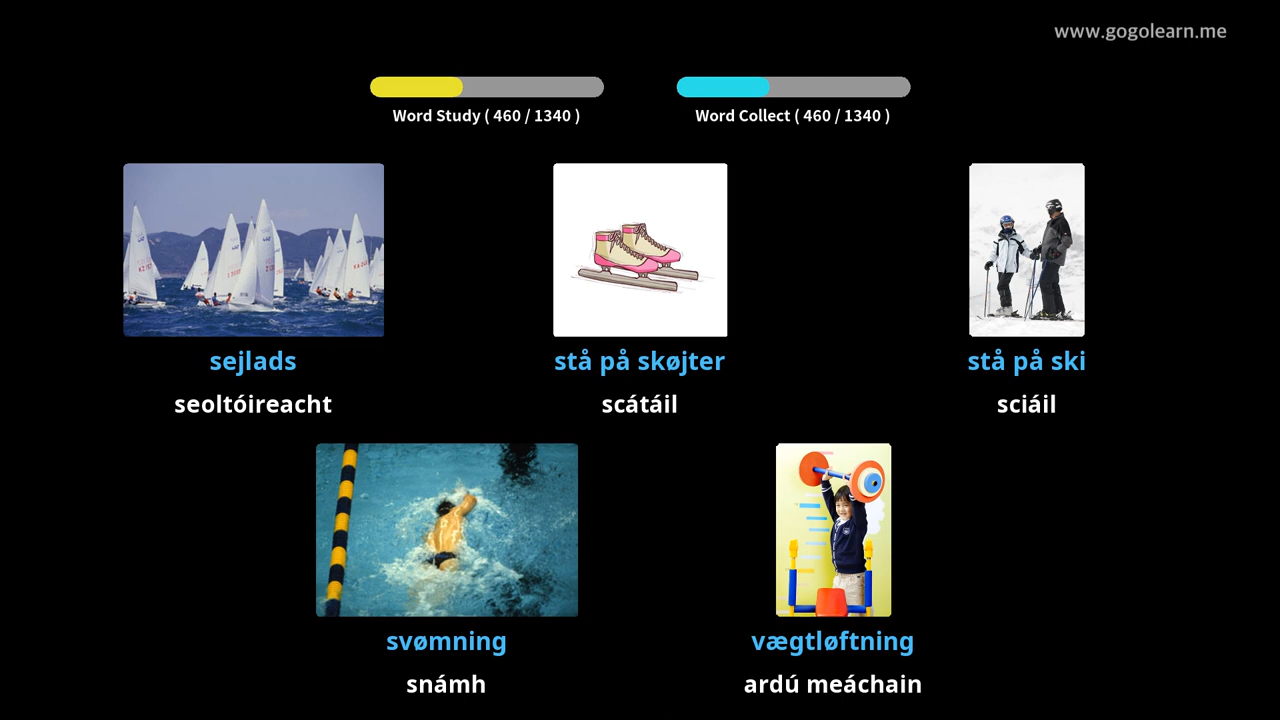 www.gogolearn.me
Word Study ( 460 / 1340 )
Word Collect ( 460 / 1340 )
sejlads
seoltóireacht
stå på skøjter
scátáil
stå på ski
sciáil
svømning
snámh
vægtløftning
ardú meáchain